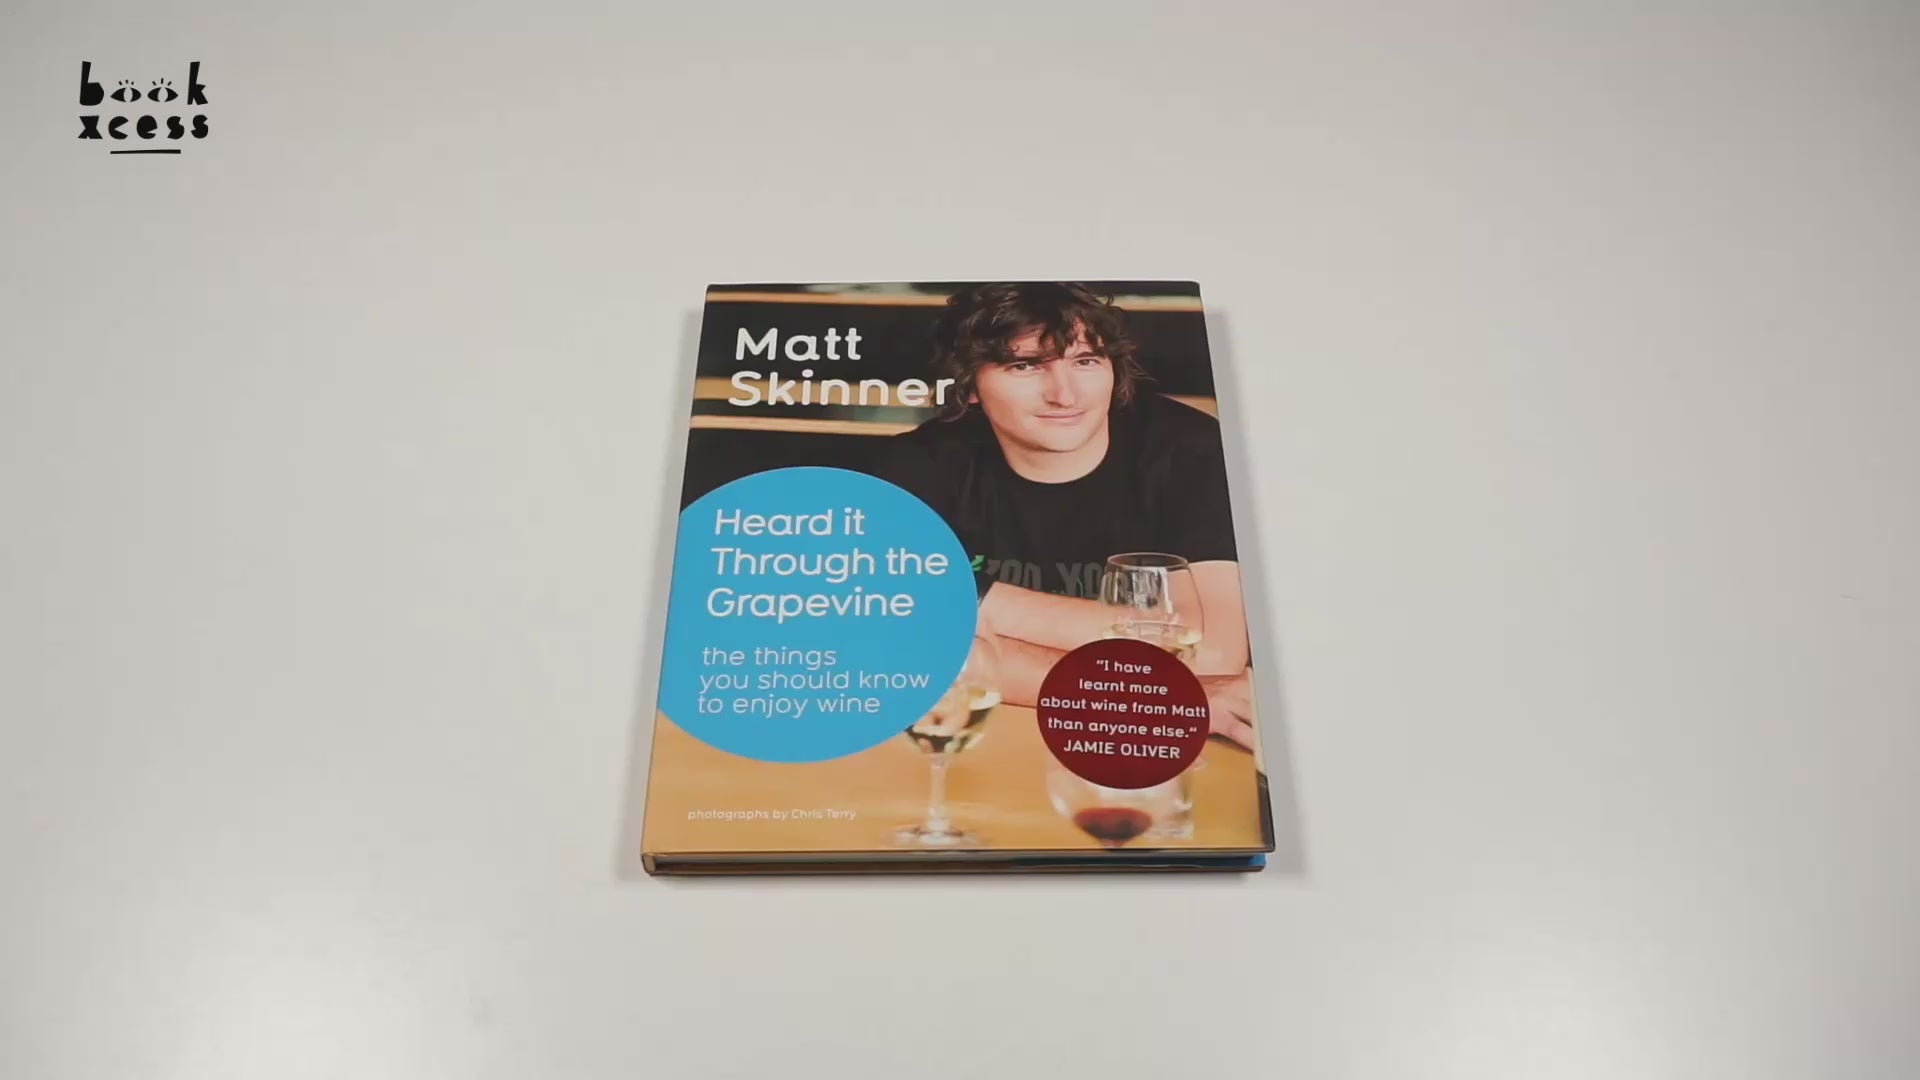 book
xcess
Matt
Skinner
Heard it
Through the
Grapevine
the things
you should know
to enjoy wine
"I have
learnt more
about wine from Matt
than anyone else."
JAMIE OLIVER
photographs by Chris Terry